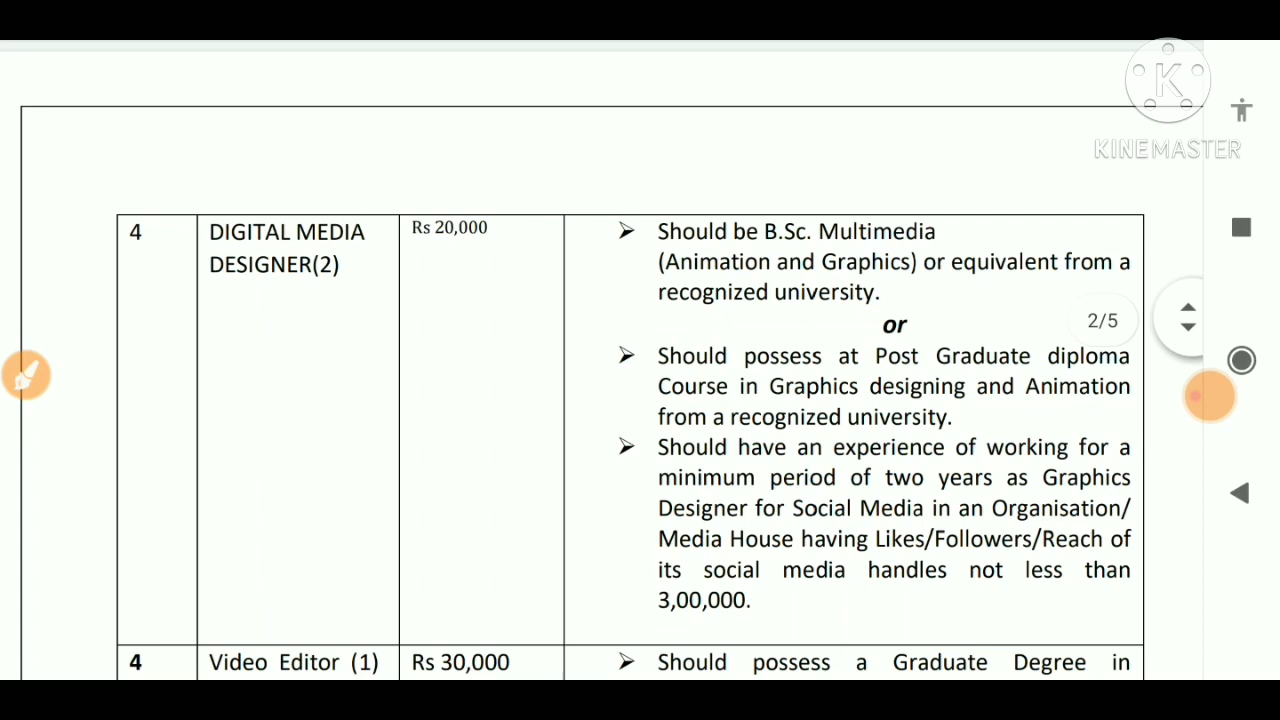 K
KINEMASTER
4 DIGITAL MEDIA Rs 20,000 ➢ Should be B.Sc. Multimedia
DESIGNER(2) (Animation and Graphics) or equivalent from a
recognized university.
or
2/5
➢ Should possess at Post Graduate diploma
Course in Graphics designing and Animation
from a recognized university.
➢ Should have an experience of working for a
minimum period of two years as Graphics
Designer for Social Media in an Organisation/
Media House having Likes/Followers/Reach of
its social media handles not less than
3,00,000.
4 Video Editor (1) Rs 30,000 ➢ Should possess a Graduate Degree in